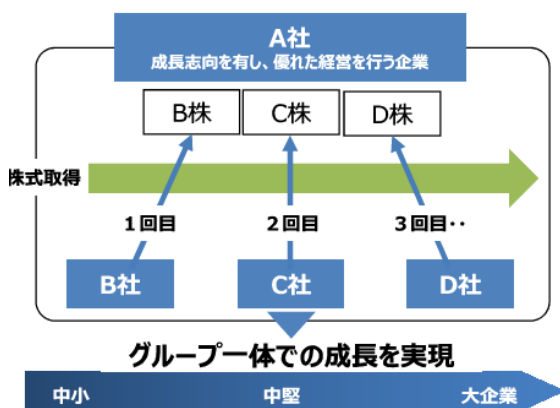 A社
成長志向を有し、優れた経営を行う企業
B株
C株
D株
株式取得
1回目
2回目
3回目‥
B社
C社
D社
グループ一体での成長を実現
中小
中堅
大企業